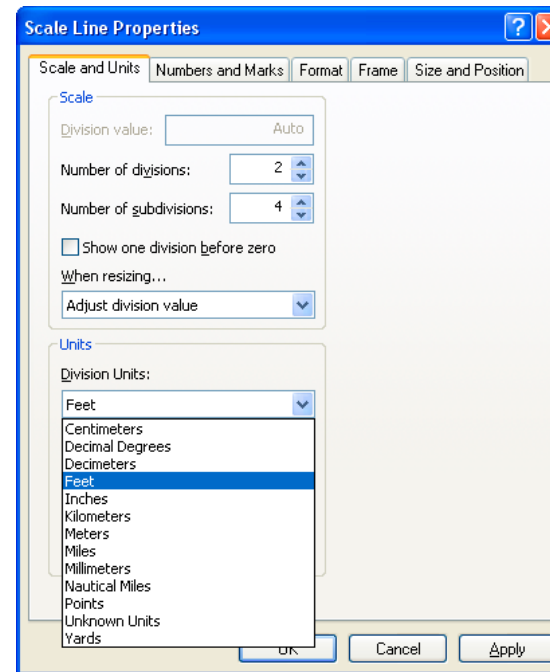 Scale Line Properties
Scale and Units Numbers and Marks Format Frame Size and Position
Scale
Division value: Auto
Number of divisions: 2
Number of subdivisions: 4
Show one division before zero
When resizing...
Adjust division value
Units
Division Units:
Feet
Centimeters
Decimal Degrees
Decimeters
Feet
Inches
Kilometers
Meters
Miles
Millimeters
Nautical Miles
Points
Unknown Units
Yards
OK Cancel Apply